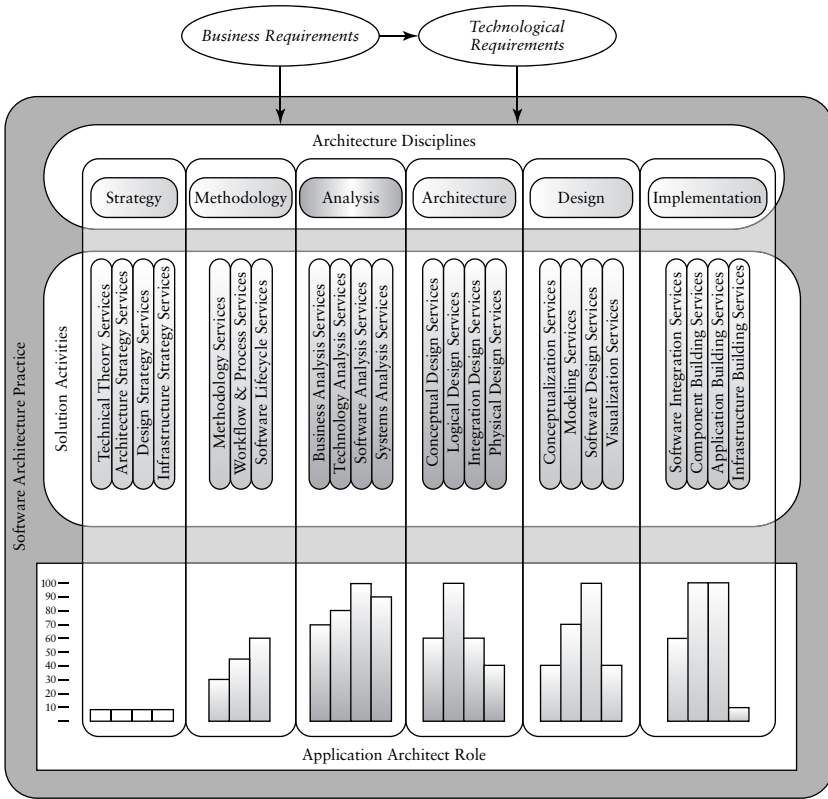 Business Requirements
Technological
Requirements
Architecture Disciplines
Strategy
Methodology
Analysis
Architecture
Design
Implementation
Software Architecture Practice
Solution Activities
Technical Theory Services
Architecture Strategy Services
Design Strategy Services
Infrastructure Strategy Services
Methodology Services
Workflow & Process Services
Software Lifecycle Services
Business Analysis Services
Technology Analysis Services
Software Analysis Services
Systems Analysis Services
Conceptual Design Services
Logical Design Services
Integration Design Services
Physical Design Services
Conceptualization Services
Modeling Services
Software Design Services
Visualization Services
Software Integration Services
Component Building Services
Application Building Services
Infrastructure Building Services
100
90
80
70
60
50
40
30
20
10
Application Architect Role